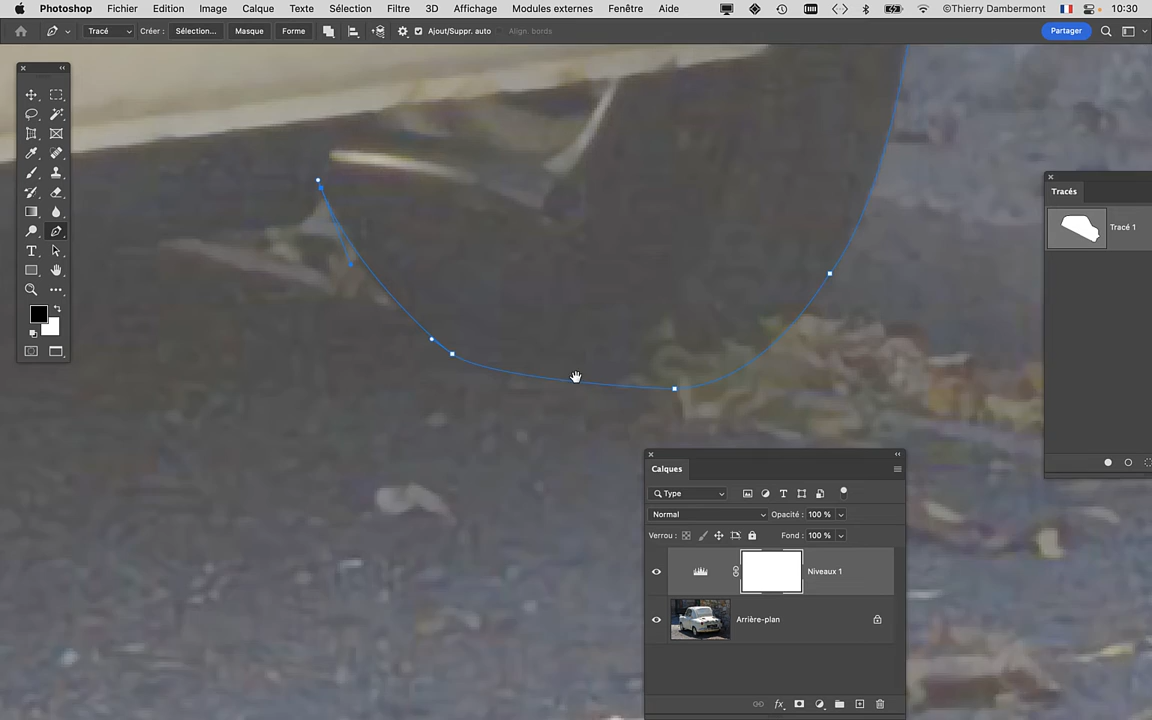 Photoshop Fichier Edition Image Calque Texte Sélection Filtre 3D Affichage Modules externes Fenêtre Aide ©Thierry Dambermont 10:30
Tracé Créer : Sélection... Masque Forme Ajout/Suppr. auto Align. bords Partager
Tracés
Tracé 1
Calques
Type
Normal Opacité : 100 %
Verrou : Fond : 100 %
Niveaux 1
Arrière-plan